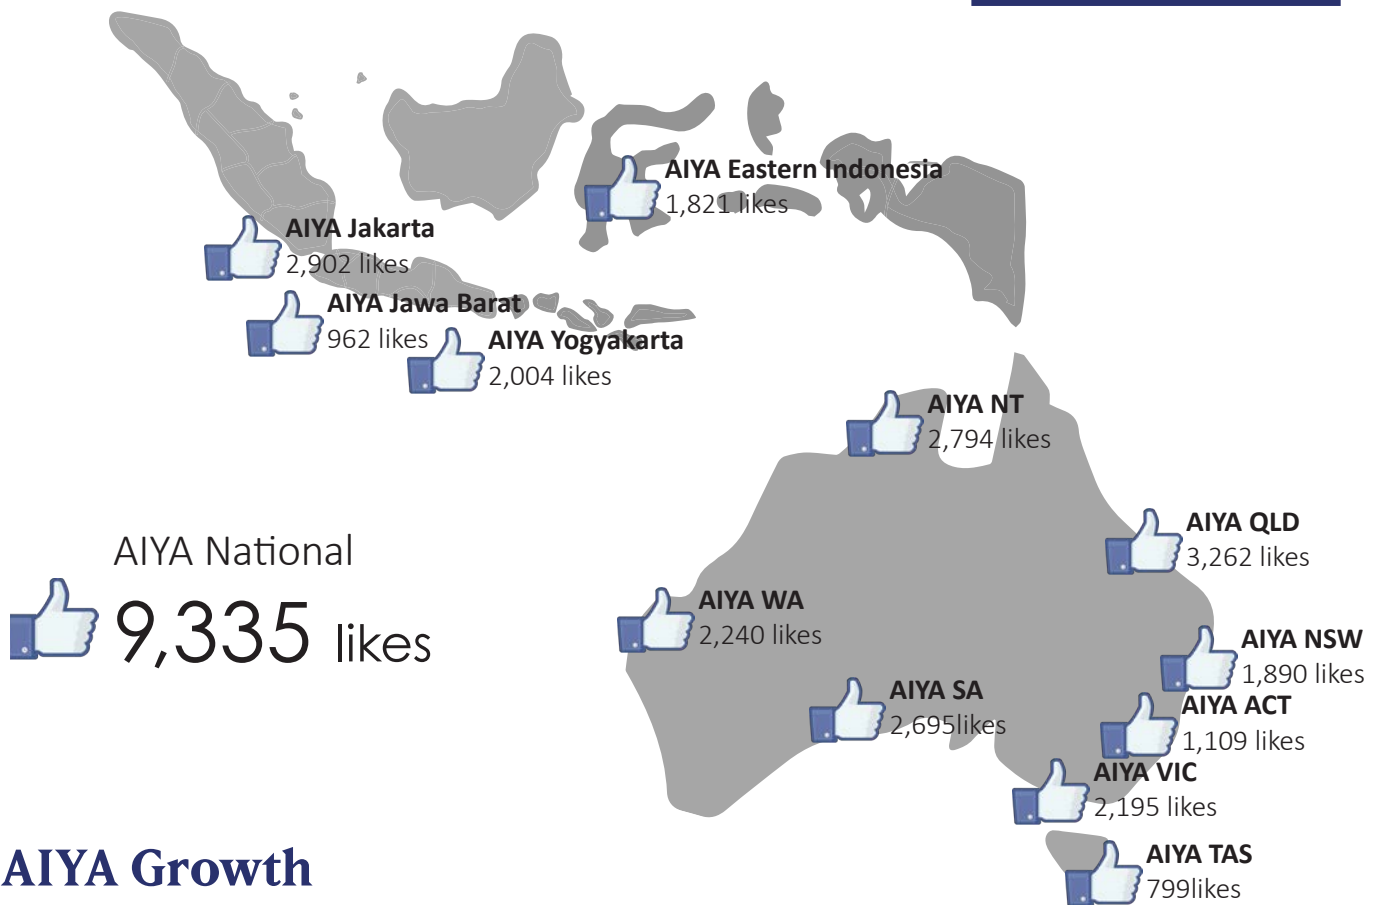 AIYA Eastern Indonesia
1,821 likes
AIYA Jakarta
2,902 likes
AIYA Jawa Barat
962 likes
AIYA Yogyakarta
2,004 likes
AIYA NT
2,794 likes
AIYA QLD
3,262 likes
AIYA National
9,335 likes
AIYA WA
2,240 likes
AIYA NSW
1,890 likes
AIYA SA
2,695likes
AIYA ACT
1,109 likes
AIYA VIC
2,195 likes
AIYA TAS
799likes
AIYA Growth